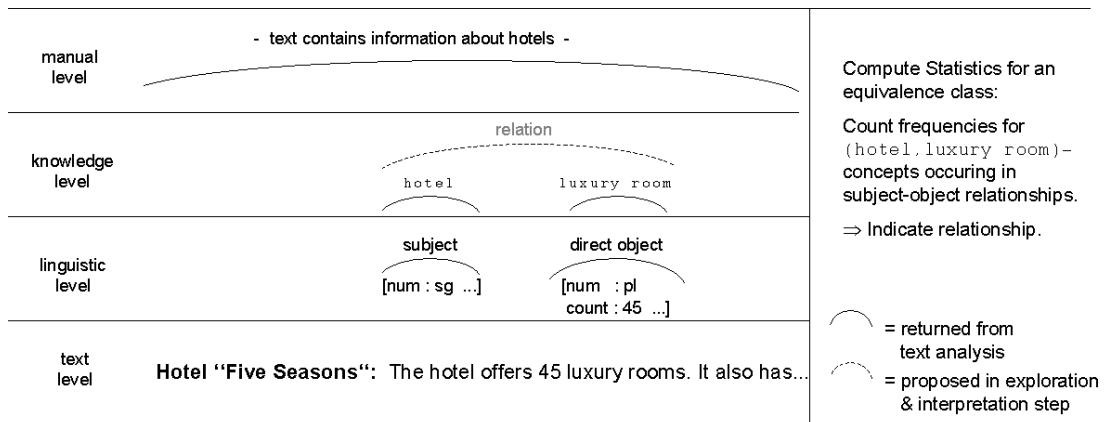 manual
level
- text contains information about hotels -
knowledge
level
relation
hotel luxury room
linguistic
level
subject direct object
[num : sg ...] [num : pl
count : 45 ...]
text
level
Hotel "Five Seasons": The hotel offers 45 luxury rooms. It also has...
Compute Statistics for an
equivalence class:
Count frequencies for
(hotel,luxury room)-
concepts occuring in
subject-object relationships.
⇒ Indicate relationship.
= returned from
text analysis
= proposed in exploration
& interpretation step